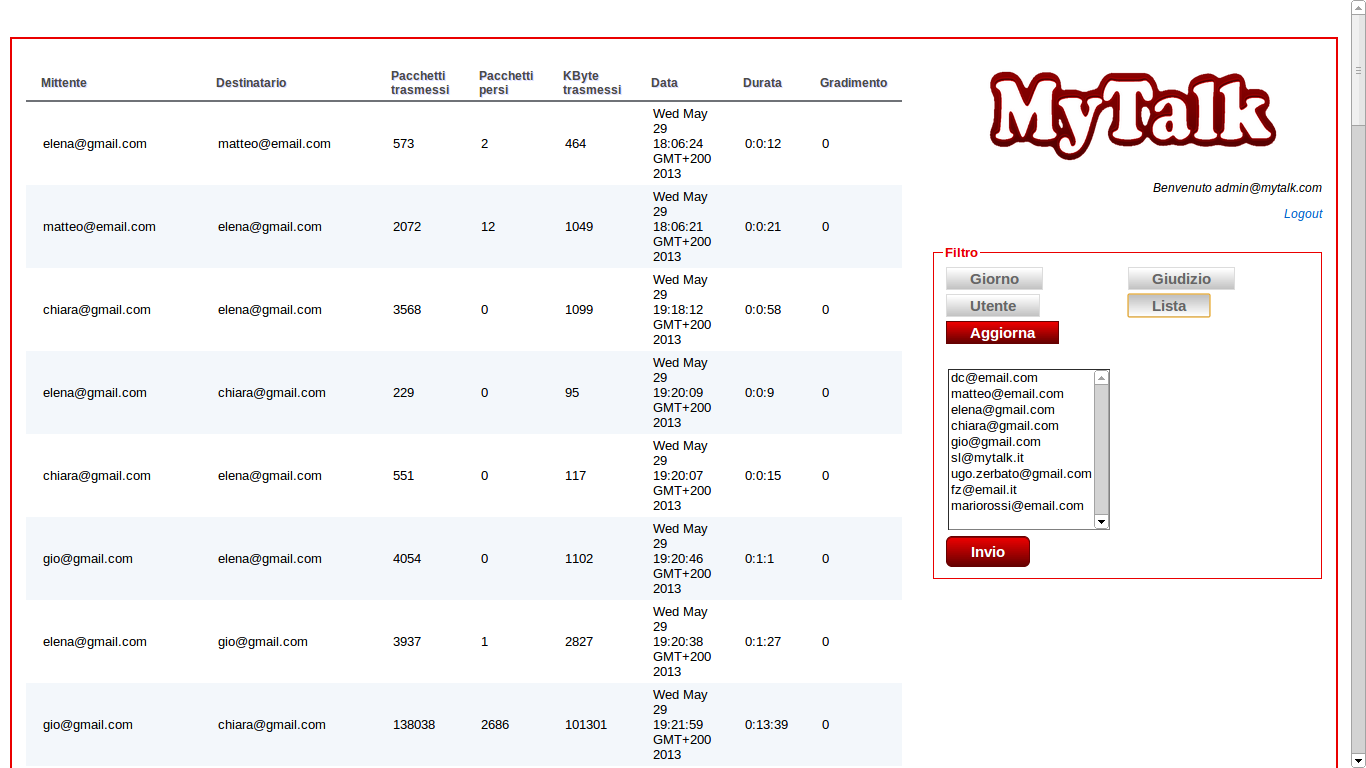 Mittente Destinatario Pacchetti trasmessi Pacchetti persi KByte trasmessi Data Durata Gradimento
elena@gmail.com matteo@email.com 573 2 464 Wed May 29 18:06:24 GMT+200 2013 0:0:12 0
matteo@email.com elena@gmail.com 2072 12 1049 Wed May 29 18:06:21 GMT+200 2013 0:0:21 0
chiara@gmail.com elena@gmail.com 3568 0 1099 Wed May 29 19:18:12 GMT+200 2013 0:0:58 0
elena@gmail.com chiara@gmail.com 229 0 95 Wed May 29 19:20:09 GMT+200 2013 0:0:9 0
chiara@gmail.com elena@gmail.com 551 0 117 Wed May 29 19:20:07 GMT+200 2013 0:0:15 0
gio@gmail.com elena@gmail.com 4054 0 1102 Wed May 29 19:20:46 GMT+200 2013 0:1:1 0
elena@gmail.com gio@gmail.com 3937 1 2827 Wed May 29 19:20:38 GMT+200 2013 0:1:27 0
gio@gmail.com chiara@gmail.com 138038 2686 101301 Wed May 29 19:21:59 GMT+200 2013 0:13:39 0
MyTalk
Benvenuto admin@mytalk.com
Logout
Filtro
Giorno Giudizio
Utente Lista
Aggiorna
dc@email.com
matteo@email.com
elena@gmail.com
chiara@gmail.com
gio@gmail.com
sl@mytalk.it
ugo.zerbato@gmail.com
fz@email.it
mariorossi@email.com
Invio